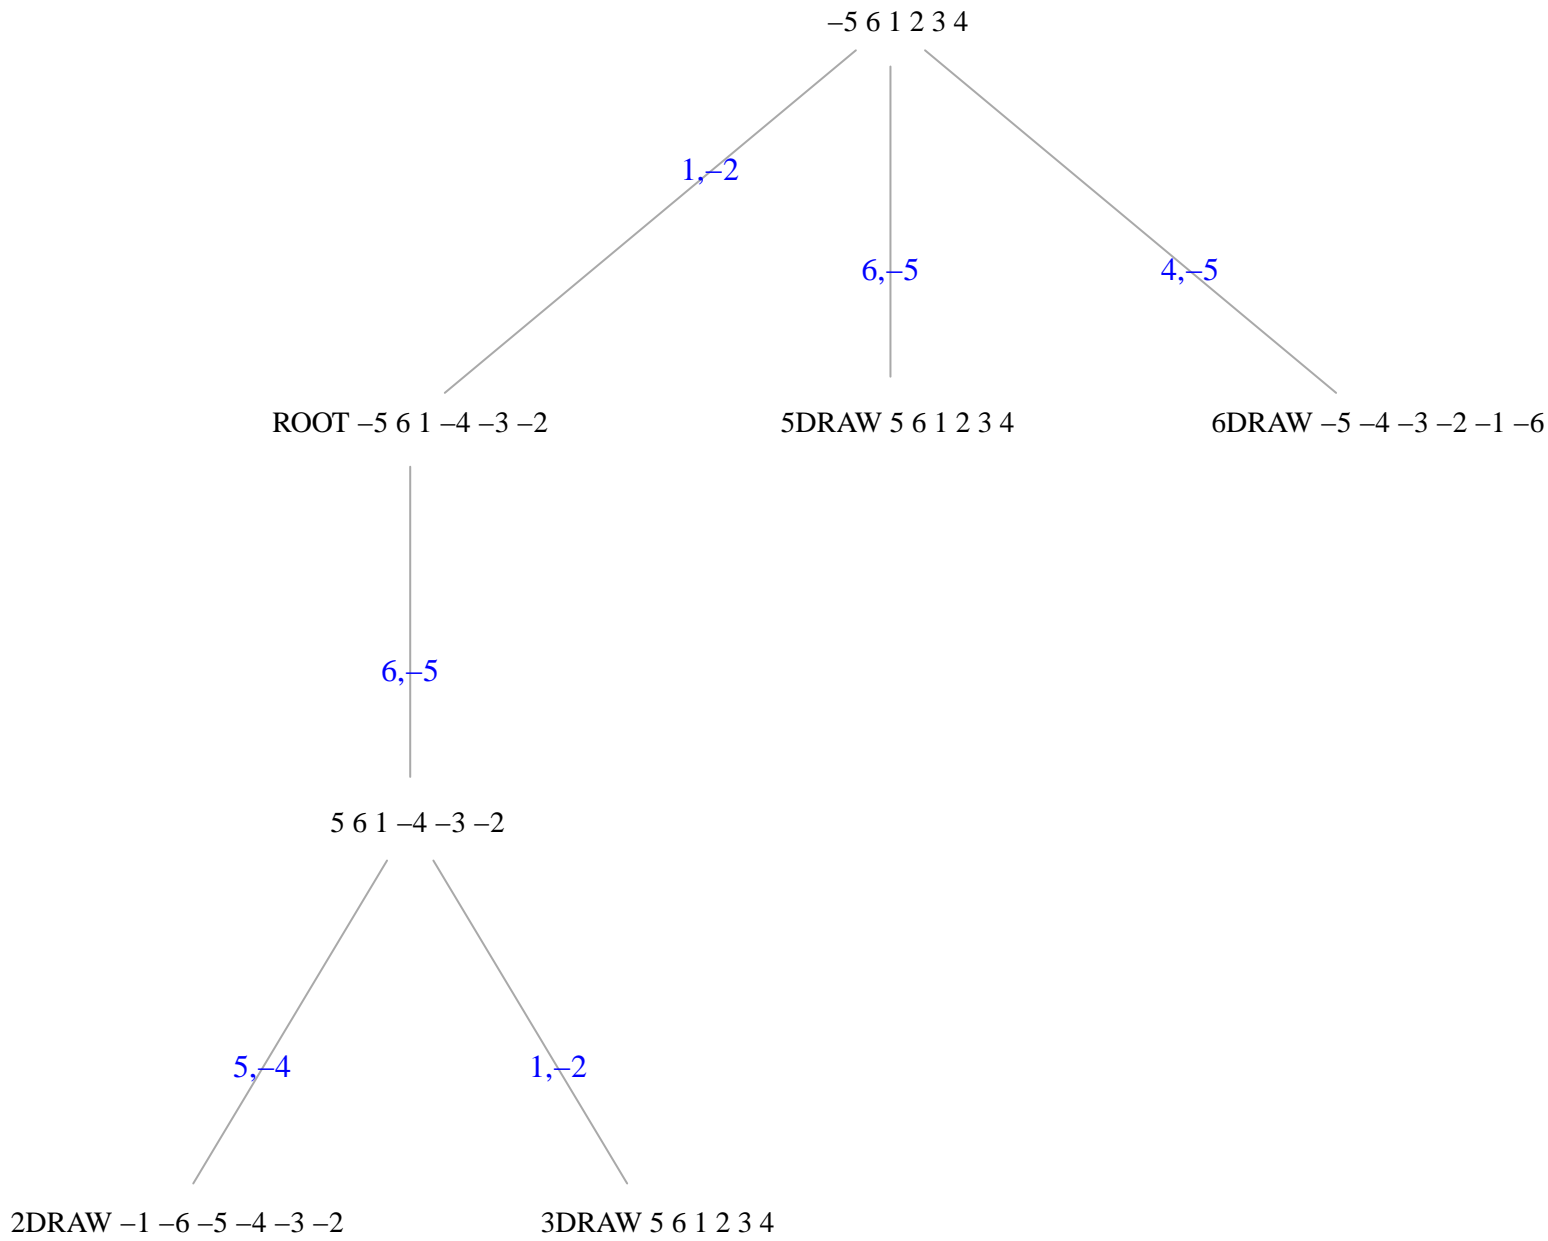 –5 6 1 2 3 4
1,–2
6,–5
4,–5
ROOT –5 6 1 –4 –3 –2
5DRAW 5 6 1 2 3 4
6DRAW –5 –4 –3 –2 –1 –6
6,–5
5 6 1 –4 –3 –2
5,–4
1,–2
2DRAW –1 –6 –5 –4 –3 –2
3DRAW 5 6 1 2 3 4